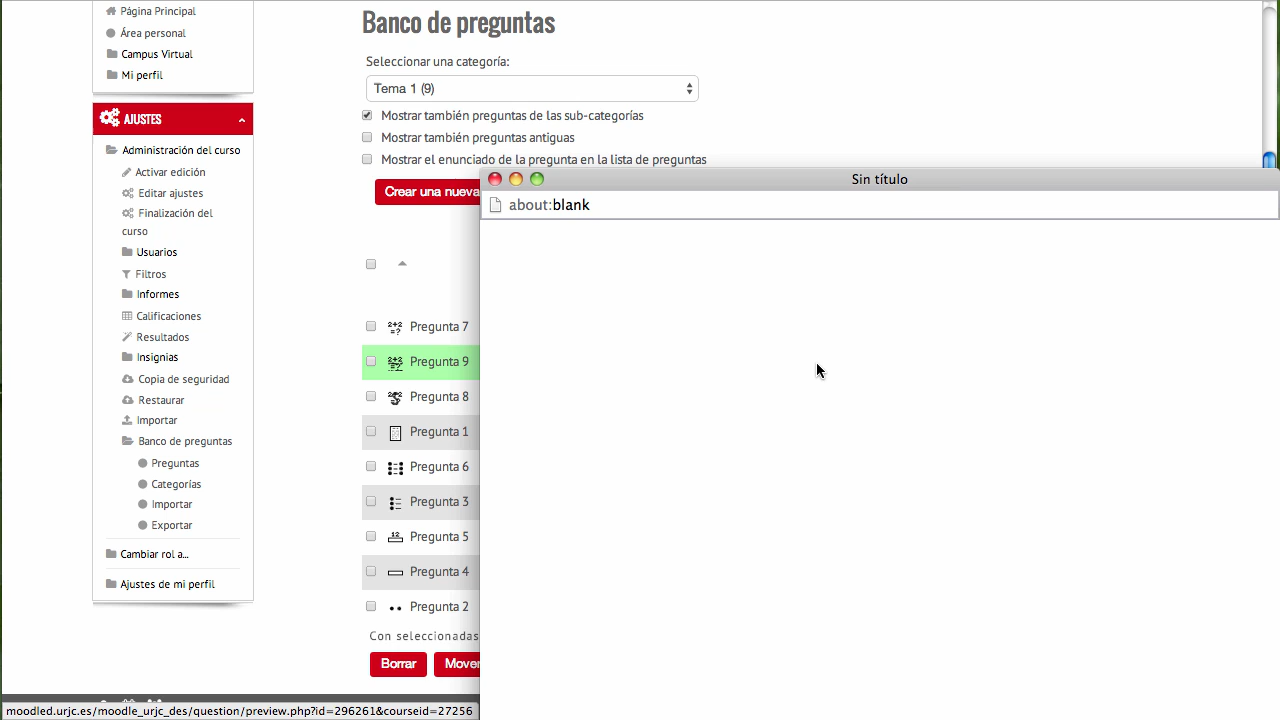 Página Principal
Área personal
Campus Virtual
Mi perfil
AJUSTES
Administración del curso
Activar edición
Editar ajustes
Finalización del
curso
Usuarios
Filtros
Informes
Calificaciones
Resultados
Insignias
Copia de seguridad
Restaurar
Importar
Banco de preguntas
Preguntas
Categorías
Importar
Exportar
Cambiar rol a...
Ajustes de mi perfil
Banco de preguntas
Seleccionar una categoría:
Tema 1 (9)
Mostrar también preguntas de las sub-categorías
Mostrar también preguntas antiguas
Mostrar el enunciado de la pregunta en la lista de preguntas
Crear una nueva
Pregunta 7
Pregunta 9
Pregunta 8
Pregunta 1
Pregunta 6
Pregunta 3
Pregunta 5
Pregunta 4
Pregunta 2
Con seleccionadas
Borrar
Mover
Sin título
about:blank
moodled.urjc.es/moodle_urjc_des/question/preview.php?id=296261&courseid=27256